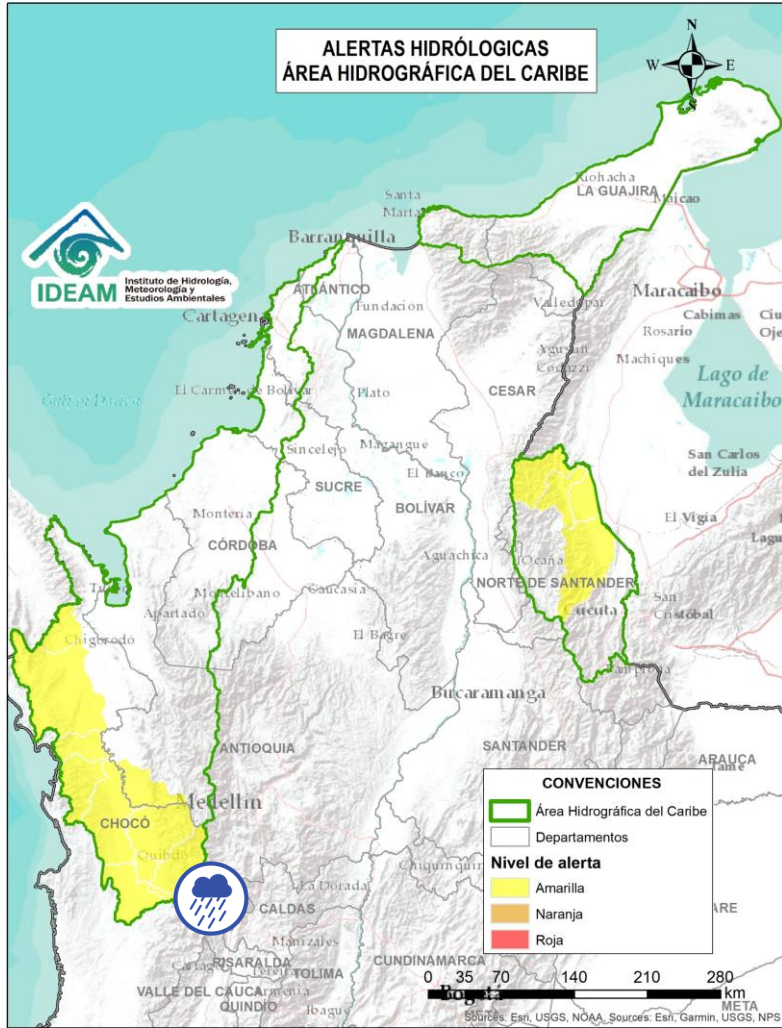 ALERTAS HIDRÓLOGICAS
ÁREA HIDROGRÁFICA DEL CARIBE
N
W
E
S
Riohacha
LA GUAJIRA
Maicao
Santa
Marta
Barranquilla
IDEAM
Instituto de Hidrología,
Meteorología y
Estudios Ambientales
ATLÁNTICO
Fundación
Valledupar
Maracaibo
Cabimas
Cartagen
MAGDALENA
Rosario
Agustín
Codazzi
Machiques
CESAR
Lago de
Maracaibo
El Carmen de Bolívar
Plato
Sincelejo
Magangue
San Carlos
del Zulia
El Banco
SUCRE
BOLÍVAR
Montería
El Vigía
CÓRDOBA
Aguachica
Ocaña
NORTE DE SANTANDER
Montelibano
Caucasia
San
Cristóbal
Cúcuta
Apartado
Chigorodo
El Bagre
Bucaramanga
ANTIOQUIA
SANTANDER
ARAUCA
Medellín
CHOCÓ
Quibdó
La Dorada
CALDAS
Manizales
RISARALDA
TOLIMA
CUNDINAMARCA
VALLE DEL CAUCA
QUINDÍO
Ibague
META
CONVENCIONES
Área Hidrográfica del Caribe
Departamentos
Nivel de alerta
Amarilla
Naranja
Roja
0 35 70 140 210 280
km
Sources: Esri, USGS, NOAA, Sources: Esri, Garmin, USGS, NPS